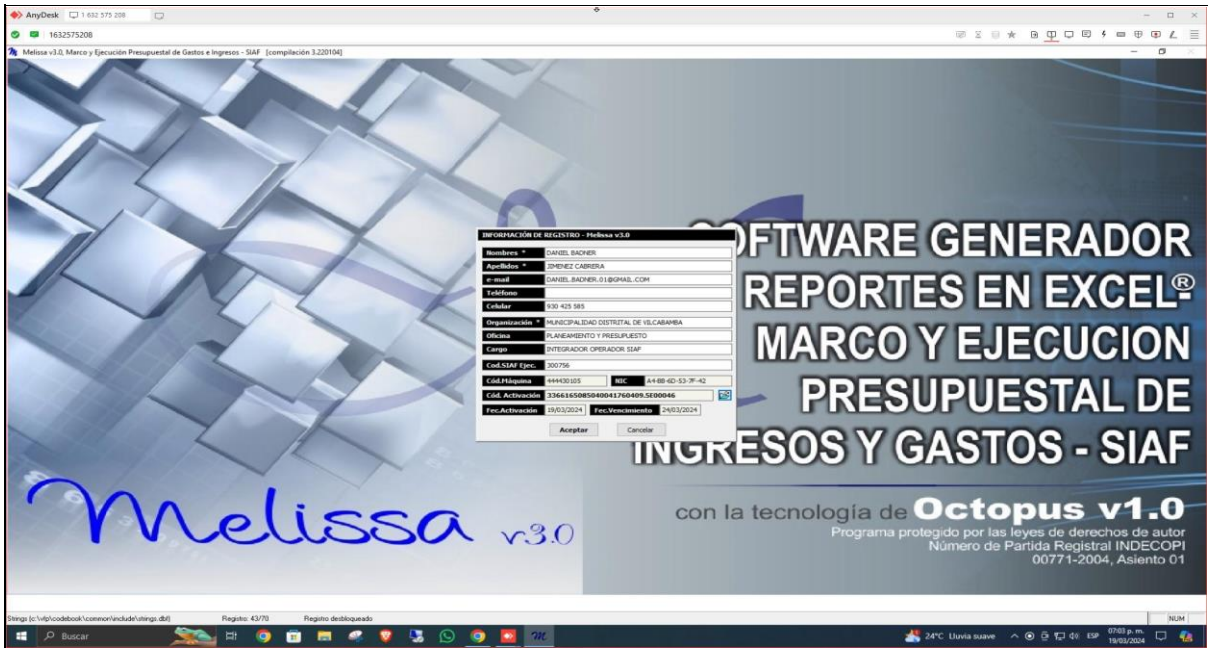 AnyDesk 1 632 575 208
1632575208
Melissa v3.0, Marco y Ejecución Presupuestal de Gastos e Ingresos - SIAF [compilación 3.220104]
INFORMACIÓN DE REGISTRO - Melissa v3.0
Nombres * DANIEL BADNER
Apellidos * JIMENEZ CABRERA
e-mail DANIEL.BADNER.01@GMAIL.COM
Teléfono
Celular 930 425 585
Organización * MUNICIPALIDAD DISTRITAL DE VILCABAMBA
Oficina PLANEAMIENTO Y PRESUPUESTO
Cargo INTEGRADOR OPERADOR SIAF
Cod.SIAF Ejec. 300756
Cód.Máquina 444430105 NIC A4-BB-6D-53-7F-42
Cód. Activación 3366165085040041760409.5E00046
Fec.Activación 19/03/2024 Fec.Vencimiento 24/03/2024
Aceptar Cancelar
SOFTWARE GENERADOR
REPORTES EN EXCEL®
MARCO Y EJECUCION
PRESUPUESTAL DE
INGRESOS Y GASTOS - SIAF
Melissa v3.0
con la tecnología de Octopus v1.0
Programa protegido por las leyes de derechos de autor
Número de Partida Registral INDECOPI
00771-2004, Asiento 01
Strings (c:\vfp\codebook\common\include\strings.dbf) Registro: 43/70 Registro desbloqueado NUM
Buscar 24°C Lluvia suave ESP 07:03 p. m.
19/03/2024